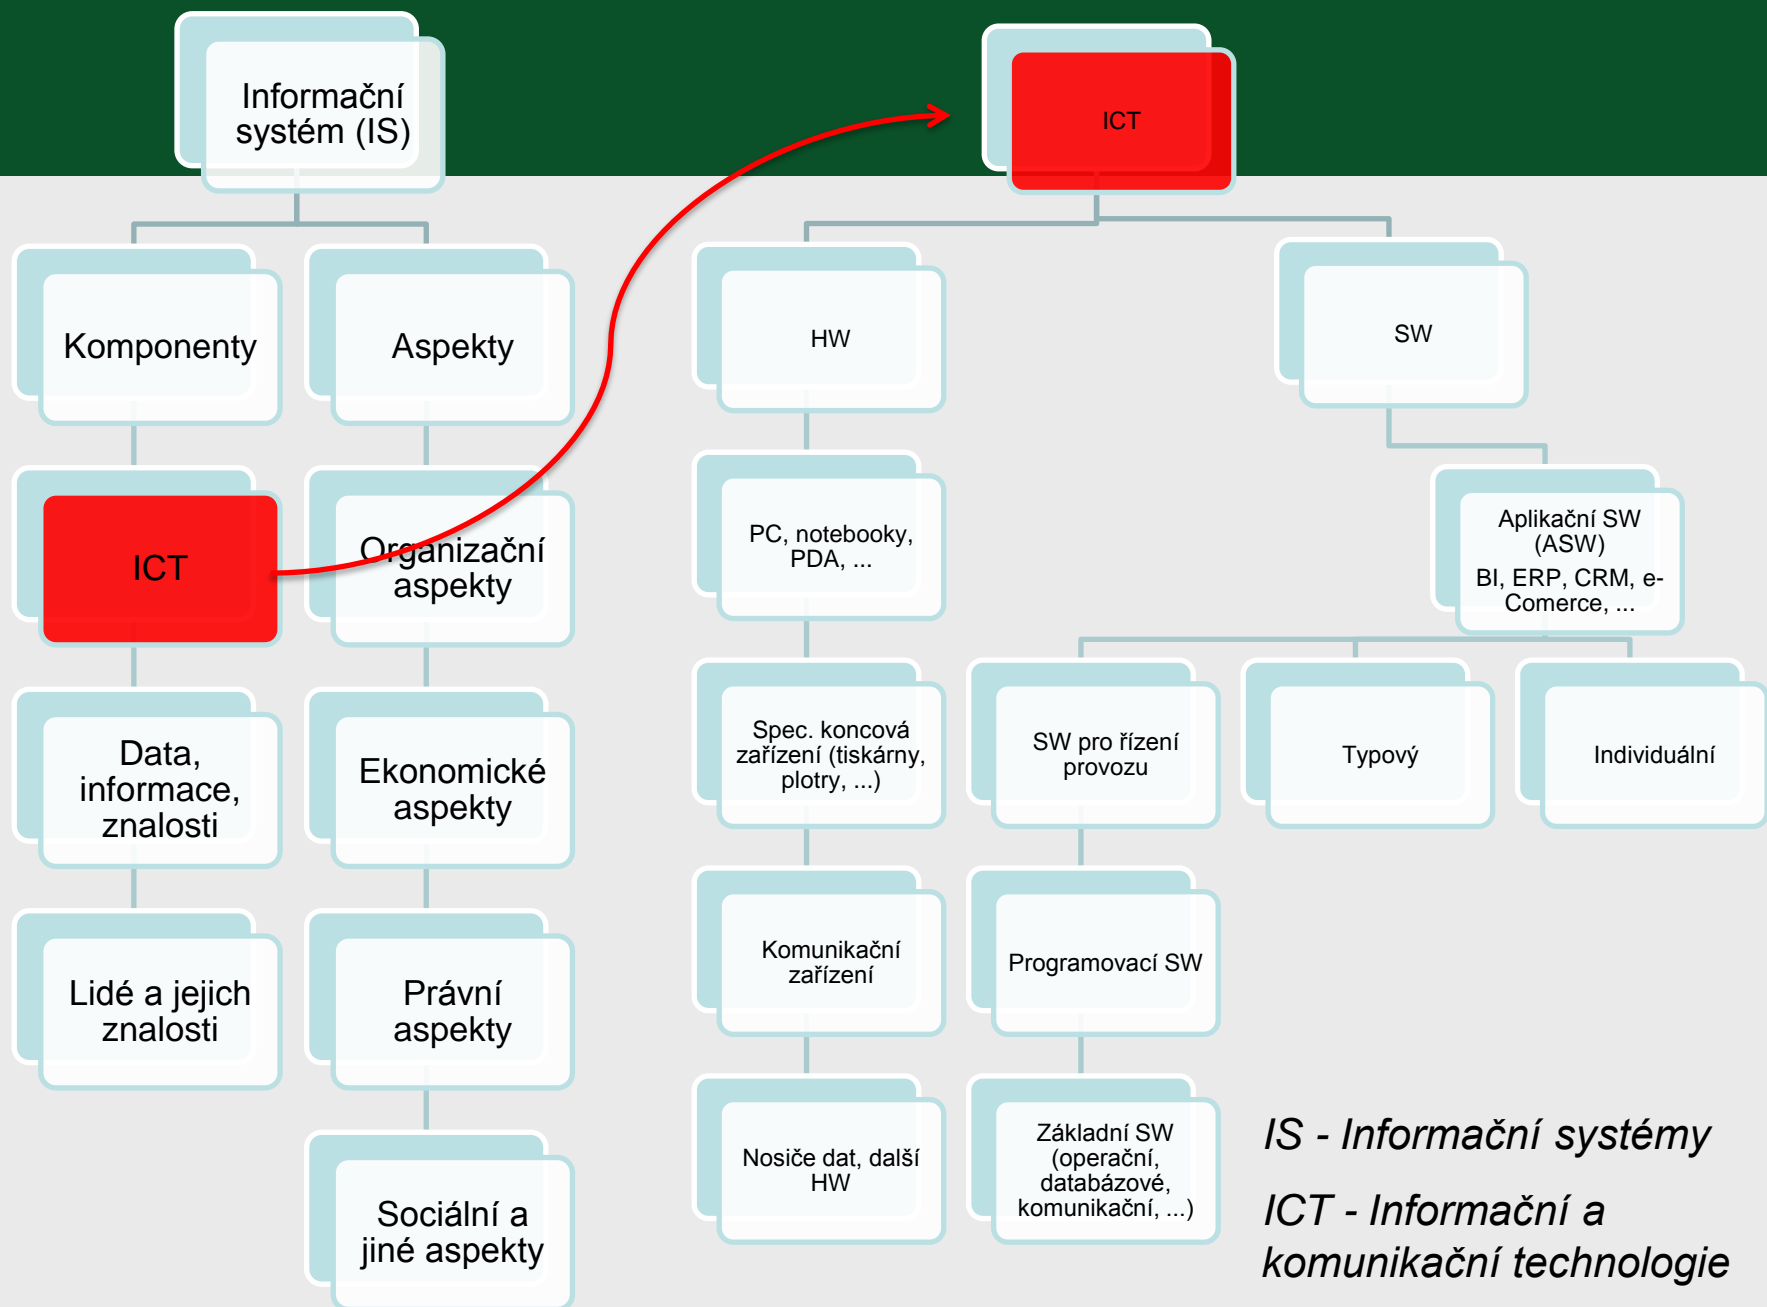 Informační
systém (IS)
Komponenty
Aspekty
ICT
Organizační
aspekty
Data,
informace,
znalosti
Ekonomické
aspekty
Lidé a jejich
znalosti
Právní
aspekty
Sociální a
jiné aspekty
ICT
HW
SW
PC, notebooky,
PDA, ...
Aplikační SW
(ASW)
BI, ERP, CRM, e-
Comerce, ...
Spec. koncová
zařízení (tiskárny,
plotry, ...)
SW pro řízení
provozu
Typový
Individuální
Komunikační
zařízení
Programovací SW
Nosiče dat, další
HW
Základní SW
(operační,
databázové,
komunikační, ...)
IS - Informační systémy
ICT - Informační a
komunikační technologie